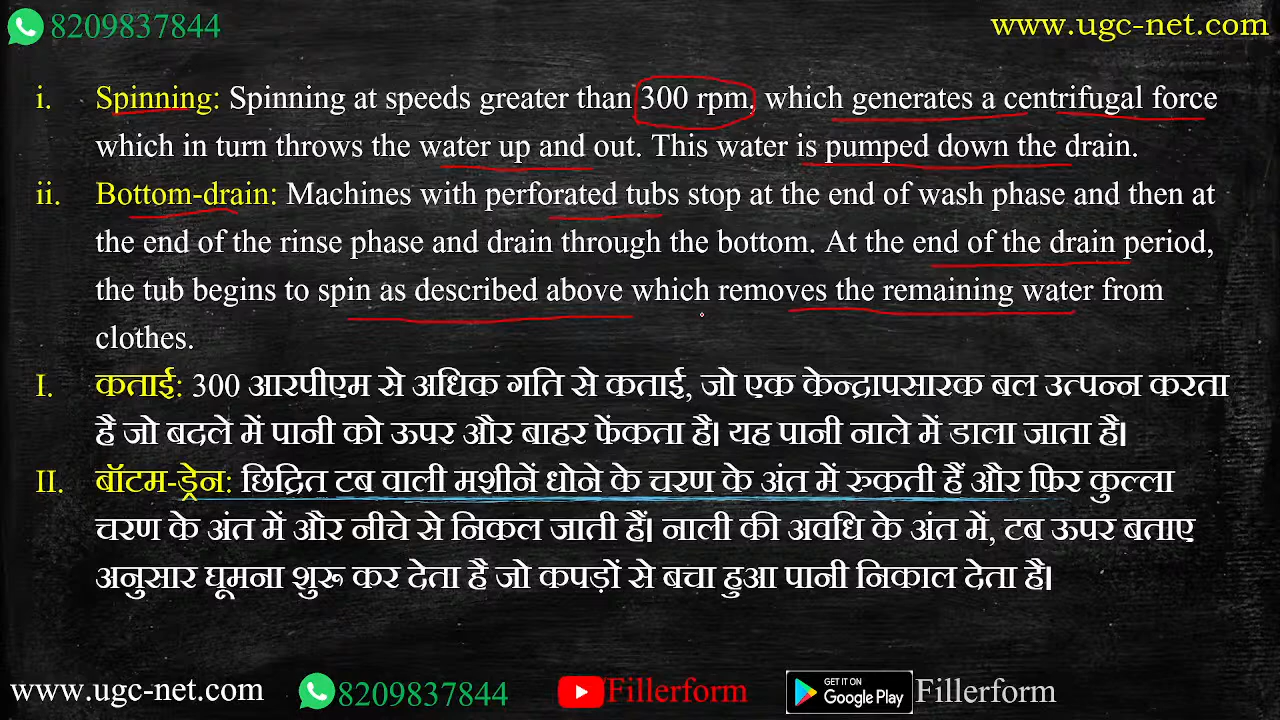 8209837844
www.ugc-net.com
i. Spinning: Spinning at speeds greater than 300 rpm, which generates a centrifugal force
which in turn throws the water up and out. This water is pumped down the drain.
ii. Bottom-drain: Machines with perforated tubs stop at the end of wash phase and then at
the end of the rinse phase and drain through the bottom. At the end of the drain period,
the tub begins to spin as described above which removes the remaining water from
clothes.
I. कताई: 300 आरपीएम से अधिक गति से कताई, जो एक केन्द्रापसारक बल उत्पन्न करता
है जो बदले में पानी को ऊपर और बाहर फेंकता है। यह पानी नाले में डाला जाता है।
II. बॉटम-ड्रेन: छिद्रित टब वाली मशीनें धोने के चरण के अंत में रुकती हैं और फिर कुल्ला
चरण के अंत में और नीचे से निकल जाती हैं। नाली की अवधि के अंत में, टब ऊपर बताए
अनुसार घूमना शुरू कर देता है जो कपड़ों से बचा हुआ पानी निकाल देता है।
www.ugc-net.com
8209837844
Fillerform
GET IT ON
Google Play
Fillerform